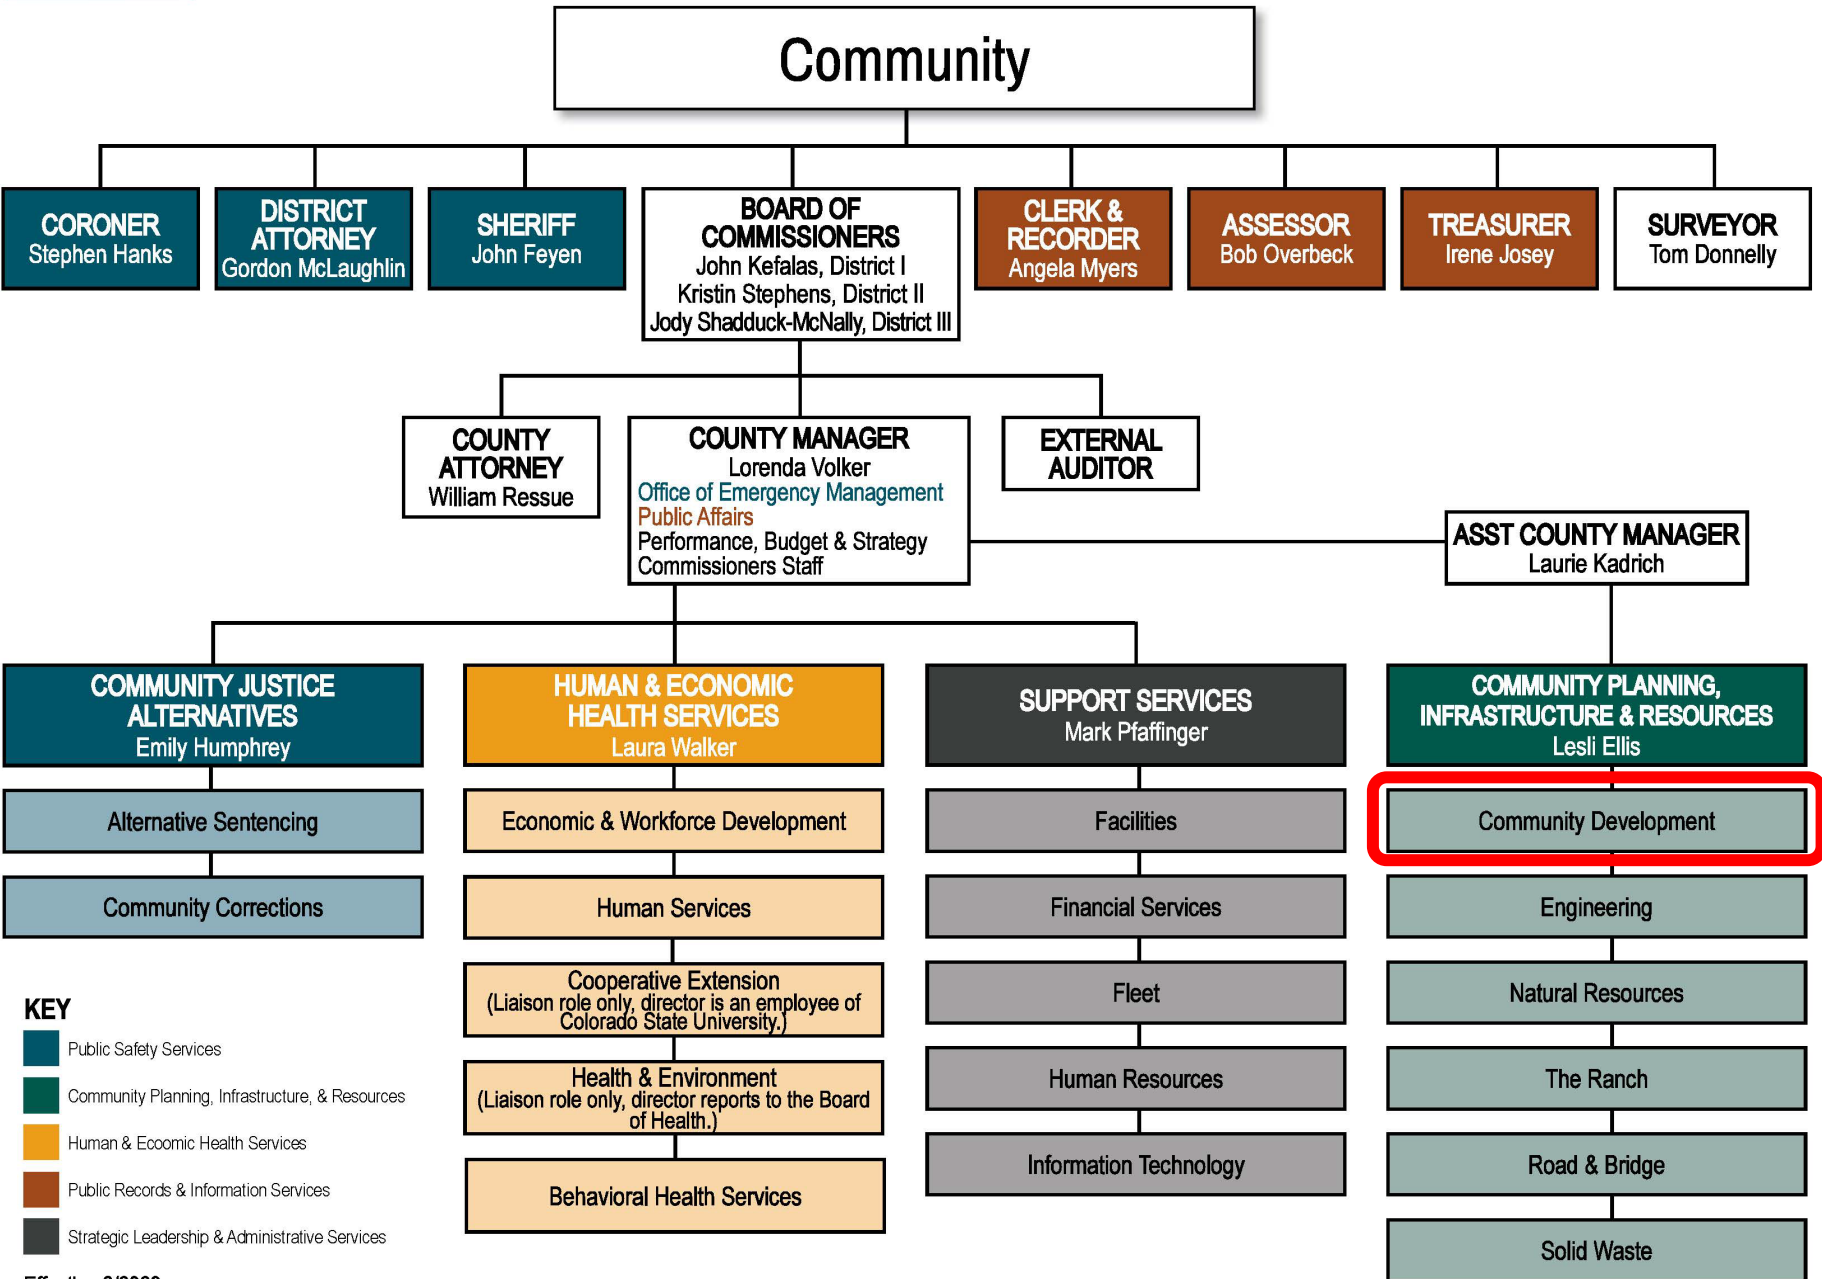 Community
CORONER
Stephen Hanks
DISTRICT
ATTORNEY
Gordon McLaughlin
SHERIFF
John Feyen
BOARD OF
COMMISSIONERS
John Kefalas, District I
Kristin Stephens, District II
Jody Shadduck-McNally, District III
CLERK &
RECORDER
Angela Myers
ASSESSOR
Bob Overbeck
TREASURER
Irene Josey
SURVEYOR
Tom Donnelly
COUNTY
ATTORNEY
William Ressue
COUNTY MANAGER
Lorenda Volker
Office of Emergency Management
Public Affairs
Performance, Budget & Strategy
Commissioners Staff
EXTERNAL
AUDITOR
ASST COUNTY MANAGER
Laurie Kadrich
COMMUNITY JUSTICE
ALTERNATIVES
Emily Humphrey
Alternative Sentencing
Community Corrections
HUMAN & ECONOMIC
HEALTH SERVICES
Laura Walker
Economic & Workforce Development
Human Services
Cooperative Extension
(Liaison role only, director is an employee of
Colorado State University.)
Health & Environment
(Liaison role only, director reports to the Board
of Health.)
Behavioral Health Services
SUPPORT SERVICES
Mark Pfaffinger
Facilities
Financial Services
Fleet
Human Resources
Information Technology
COMMUNITY PLANNING,
INFRASTRUCTURE & RESOURCES
Lesli Ellis
Community Development
Engineering
Natural Resources
The Ranch
Road & Bridge
Solid Waste
KEY
Public Safety Services
Community Planning, Infrastructure, & Resources
Human & Ecoomic Health Services
Public Records & Information Services
Strategic Leadership & Administrative Services